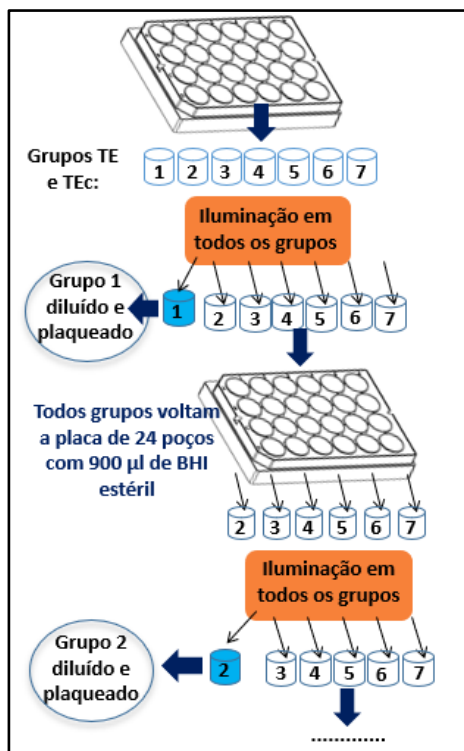 Grupos TE
e TEc:
1 2 3 4 5 6 7
Iluminação em
todos os grupos
Grupo 1
diluído e
plaqueado
1 2 3 4 5 6 7
Todos grupos voltam
a placa de 24 poços
com 900 µl de BHI
estéril
2 3 4 5 6 7
Iluminação em
todos os grupos
Grupo 2
diluído e
plaqueado
2 3 4 5 6 7
.............